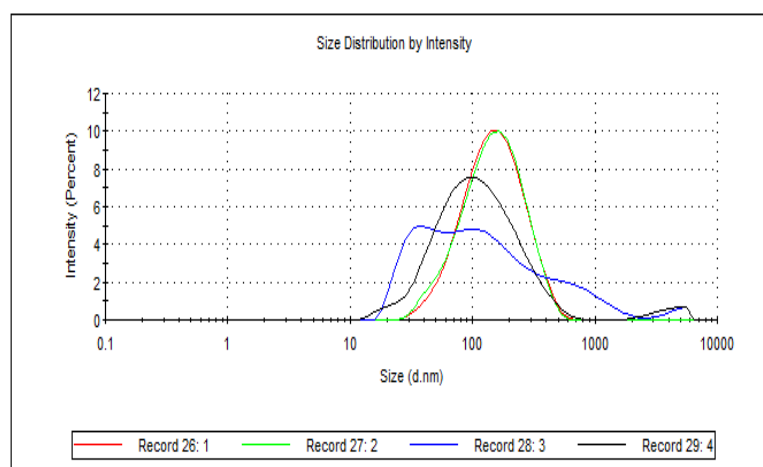 Size Distribution by Intensity
12
10
8
6
4
2
0
Intensity (Percent)
0.1 1 10 100 1000 10000
Size (d.nm)
Record 26: 1 Record 27: 2 Record 28: 3 Record 29: 4